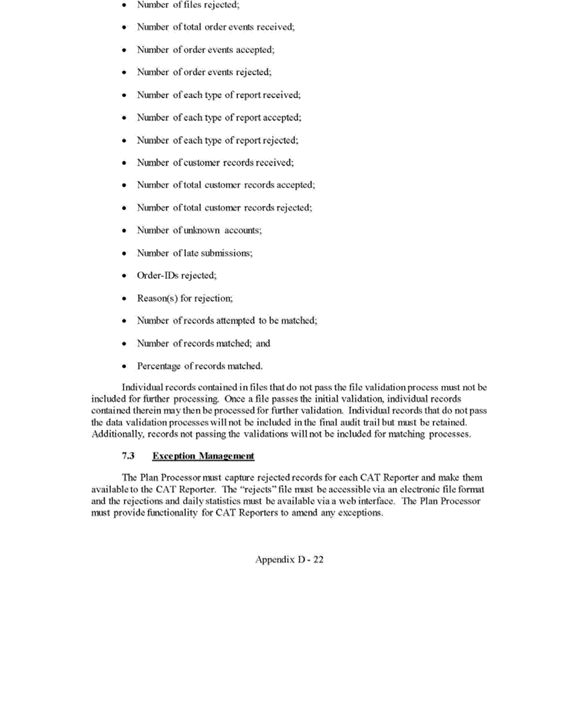 • Number of files rejected;
• Number of total order events received;
• Number of order events accepted;
• Number of order events rejected;
• Number of each type of report received;
• Number of each type of report accepted;
• Number of each type of report rejected;
• Number of customer records received;
• Number of total customer records accepted;
• Number of total customer records rejected;
• Number of unknown accounts;
• Number of late submissions;
• Order-IDs rejected;
• Reason(s) for rejection;
• Number of records attempted to be matched;
• Number of records matched; and
• Percentage of records matched.
Individual records contained in files that do not pass the file validation process must not be
included for further processing. Once a file passes the initial validation, individual records
contained therein may then be processed for further validation. Individual records that do not pass
the data validation processes will not be included in the final audit trail but must be retained.
Additionally, records not passing the validations will not be included for matching processes.
7.3 Exception Management
The Plan Processor must capture rejected records for each CAT Reporter and make them
available to the CAT Reporter. The “rejects” file must be accessible via an electronic file format
and the rejections and daily statistics must be available via a web interface. The Plan Processor
must provide functionality for CAT Reporters to amend any exceptions.
Appendix D - 22